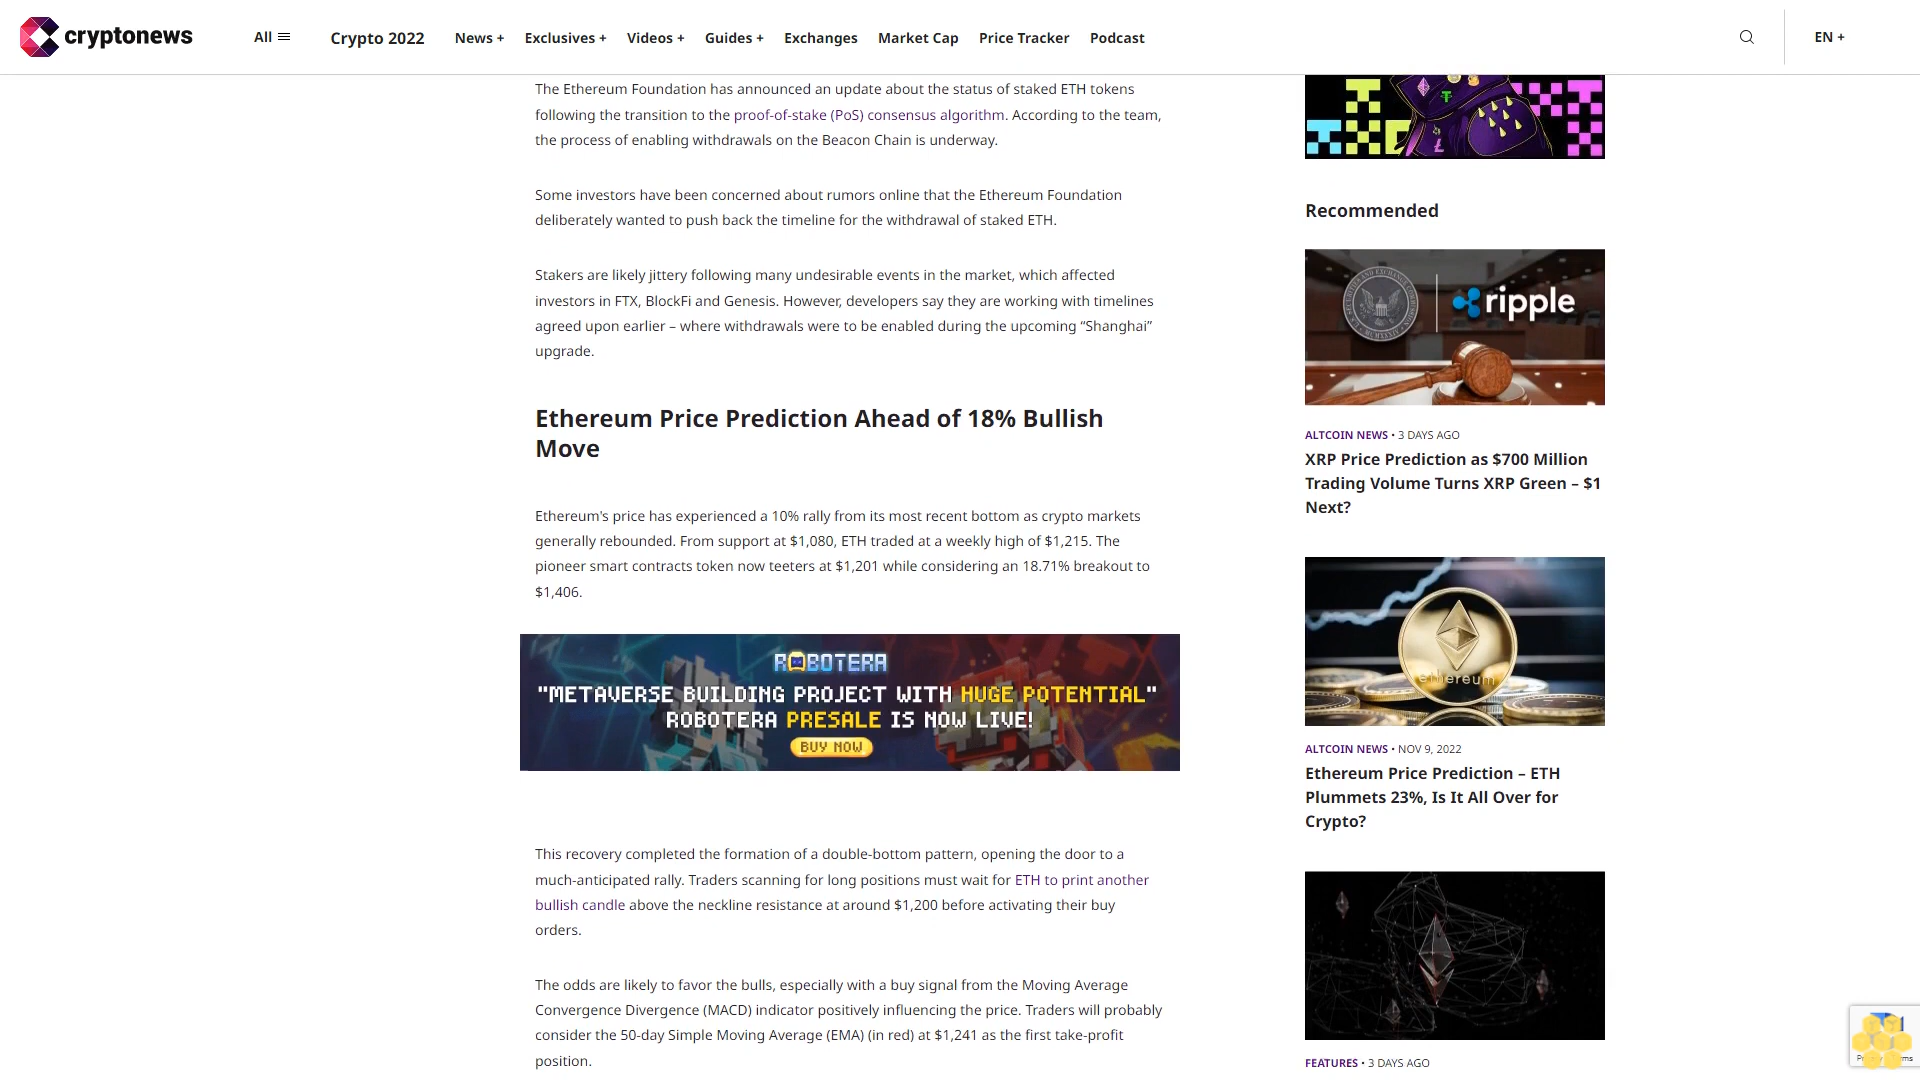 cryptonews
All
Crypto 2022
News +
Exclusives +
Videos +
Guides +
Exchanges
Market Cap
Price Tracker
Podcast
EN +
The Ethereum Foundation has announced an update about the status of staked ETH tokens
following the transition to the proof-of-stake (PoS) consensus algorithm. According to the team,
the process of enabling withdrawals on the Beacon Chain is underway.
Some investors have been concerned about rumors online that the Ethereum Foundation
deliberately wanted to push back the timeline for the withdrawal of staked ETH.
Stakers are likely jittery following many undesirable events in the market, which affected
investors in FTX, BlockFi and Genesis. However, developers say they are working with timelines
agreed upon earlier – where withdrawals were to be enabled during the upcoming “Shanghai”
upgrade.
Ethereum Price Prediction Ahead of 18% Bullish
Move
Ethereum's price has experienced a 10% rally from its most recent bottom as crypto markets
generally rebounded. From support at $1,080, ETH traded at a weekly high of $1,215. The
pioneer smart contracts token now teeters at $1,201 while considering an 18.71% breakout to
$1,406.
ROBOTERA
"METAVERSE BUILDING PROJECT WITH HUGE POTENTIAL"
ROBOTERA PRESALE IS NOW LIVE!
BUY NOW
This recovery completed the formation of a double-bottom pattern, opening the door to a
much-anticipated rally. Traders scanning for long positions must wait for ETH to print another
bullish candle above the neckline resistance at around $1,200 before activating their buy
orders.
The odds are likely to favor the bulls, especially with a buy signal from the Moving Average
Convergence Divergence (MACD) indicator positively influencing the price. Traders will probably
consider the 50-day Simple Moving Average (EMA) (in red) at $1,241 as the first take-profit
position.
Recommended
ripple
ALTCOIN NEWS • 3 DAYS AGO
XRP Price Prediction as $700 Million
Trading Volume Turns XRP Green – $1
Next?
ethereum
ALTCOIN NEWS • NOV 9, 2022
Ethereum Price Prediction – ETH
Plummets 23%, Is It All Over for
Crypto?
FEATURES • 3 DAYS AGO